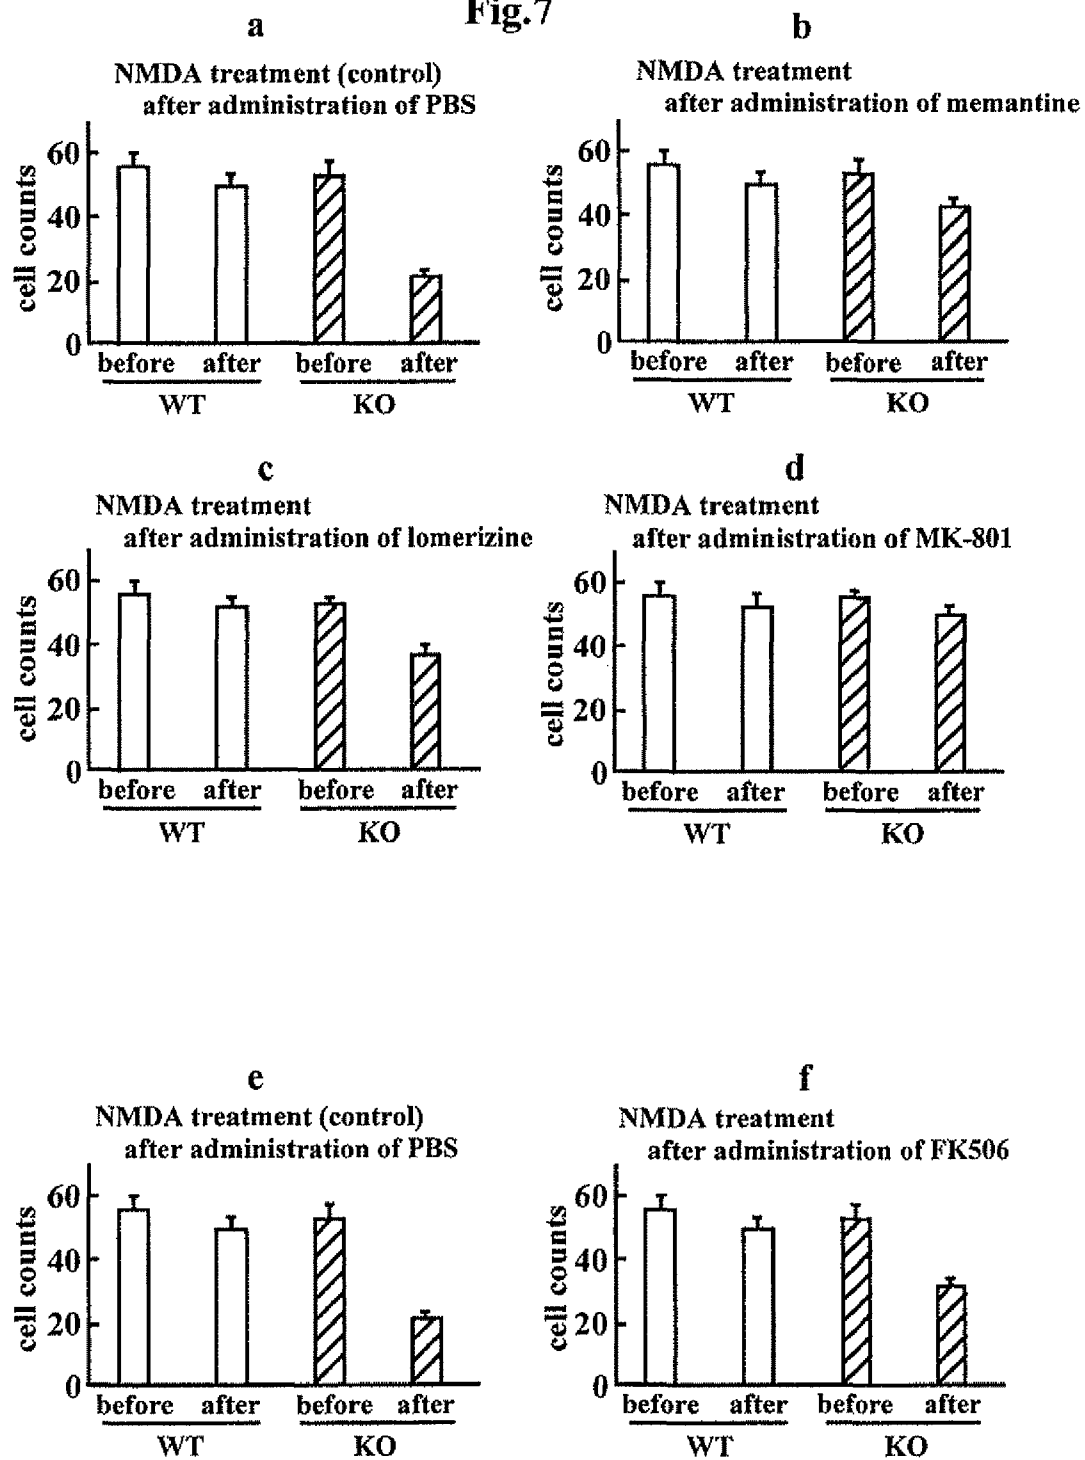 Fig.7
a
NMDA treatment (control)
after administration of PBS
cell counts
60
40
20
0
before after before after
WT KO
b
NMDA treatment
after administration of memantine
cell counts
60
40
20
0
before after before after
WT KO
c
NMDA treatment
after administration of lomerizine
cell counts
60
40
20
0
before after before after
WT KO
d
NMDA treatment
after administration of MK-801
cell counts
60
40
20
0
before after before after
WT KO
e
NMDA treatment (control)
after administration of PBS
cell counts
60
40
20
0
before after before after
WT KO
f
NMDA treatment
after administration of FK506
cell counts
60
40
20
0
before after before after
WT KO